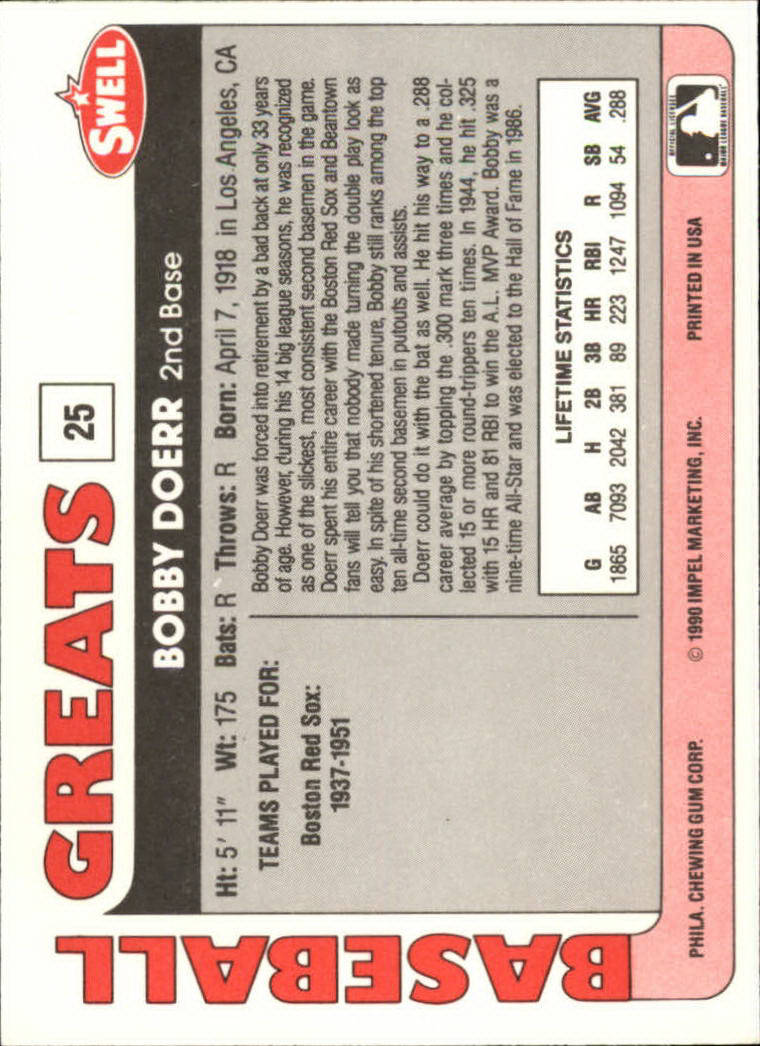 BASEBALL
GREATS
25
SWELL
BOBBY DOERR 2nd Base
Ht: 5' 11" Wt: 175 Bats: R Throws: R Born: April 7, 1918 in Los Angeles, CA
TEAMS PLAYED FOR:
Boston Red Sox:
1937-1951
Bobby Doerr was forced into retirement by a bad back at only 33 years
of age. However, during his 14 big league seasons, he was recognized
as one of the slickest, most consistent second basemen in the game.
Doerr spent his entire career with the Boston Red Sox and Beantown
fans will tell you that nobody made turning the double play look as
easy. In spite of his shortened tenure, Bobby still ranks among the top
ten all-time second basemen in putouts and assists.
Doerr could do it with the bat as well. He hit his way to a .288
career average by topping the .300 mark three times and he col-
lected 15 or more round-trippers ten times. In 1944, he hit .325
with 15 HR and 81 RBI to win the A.L. MVP Award. Bobby was a
nine-time All-Star and was elected to the Hall of Fame in 1986.
LIFETIME STATISTICS
G AB H 2B 3B HR RBI R SB AVG
1865 7093 2042 381 89 223 1247 1094 54 .288
PHILA. CHEWING GUM CORP. © 1990 IMPEL MARKETING, INC. PRINTED IN USA
OFFICIAL LICENSEE
MAJOR LEAGUE BASEBALL